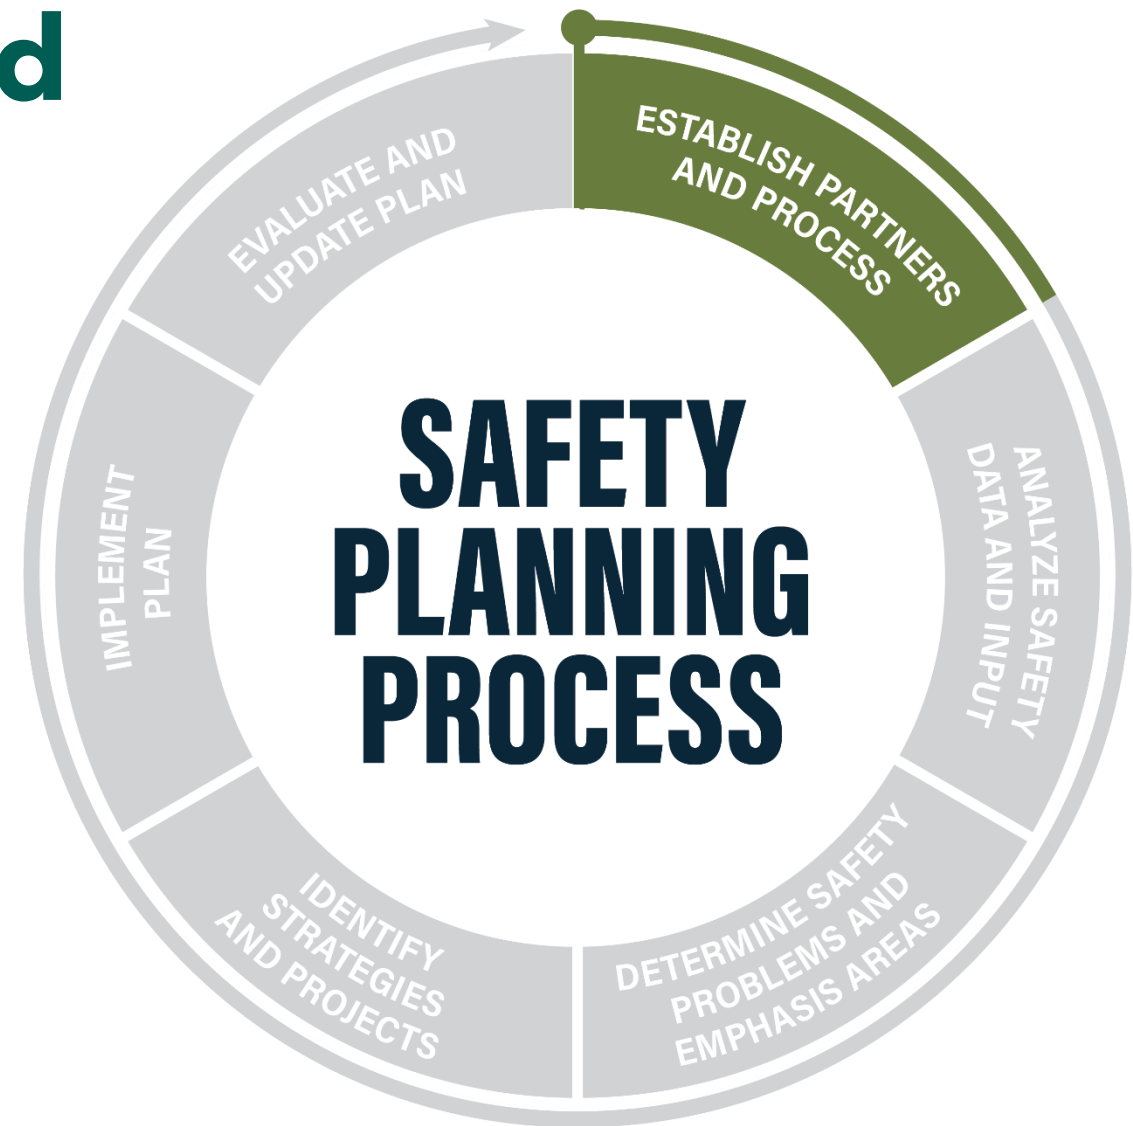 d
ESTABLISH PARTNERS
AND PROCESS
ANALYZE SAFETY
DATA AND INPUT
DETERMINE SAFETY
PROBLEMS AND
EMPHASIS AREAS
IDENTIFY
STRATEGIES
AND PROJECTS
IMPLEMENT
PLAN
EVALUATE AND
UPDATE PLAN
SAFETY
PLANNING
PROCESS